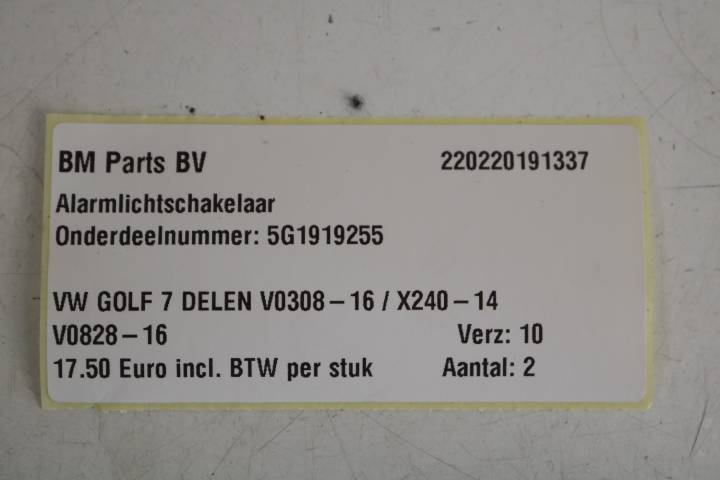 BM Parts BV 220220191337
Alarmlichtschakelaar
Onderdeelnummer: 5G1919255
VW GOLF 7 DELEN V0308-16 / X240-14
V0828-16 Verz: 10
17.50 Euro incl. BTW per stuk Aantal: 2